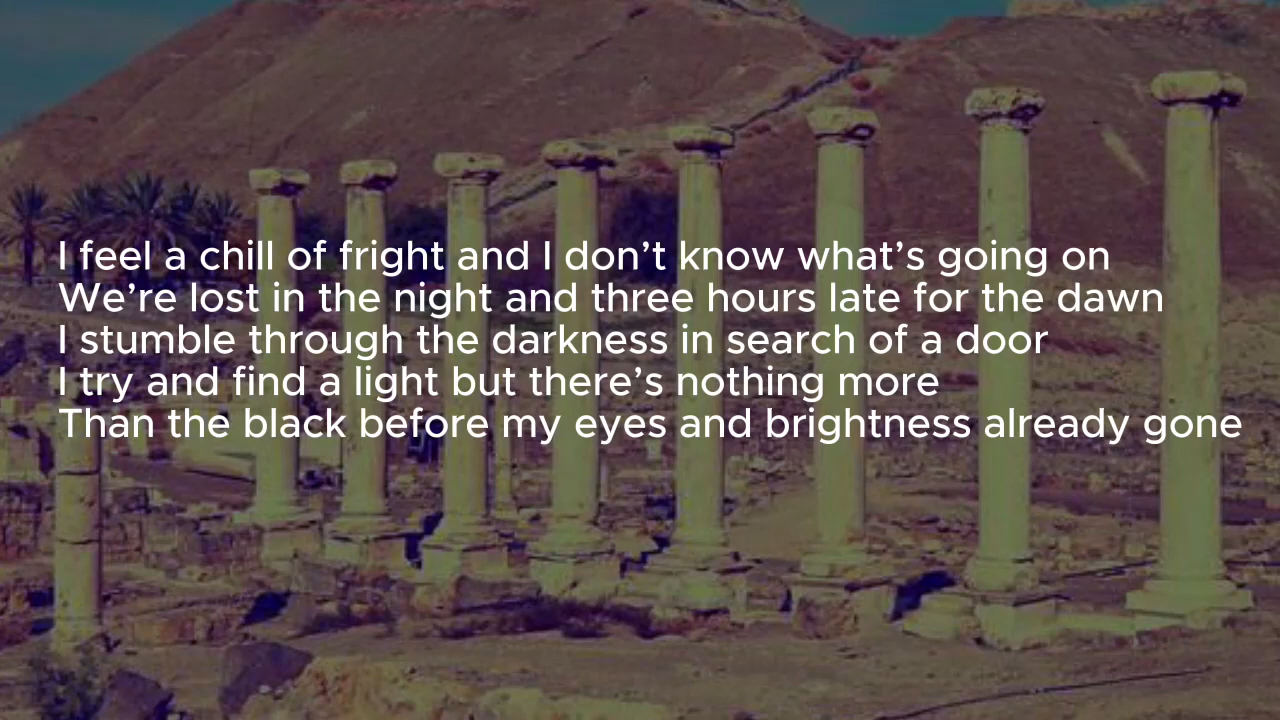 I feel a chill of fright and I don’t know what’s going on
We’re lost in the night and three hours late for the dawn
I stumble through the darkness in search of a door
I try and find a light but there’s nothing more
Than the black before my eyes and brightness already gone